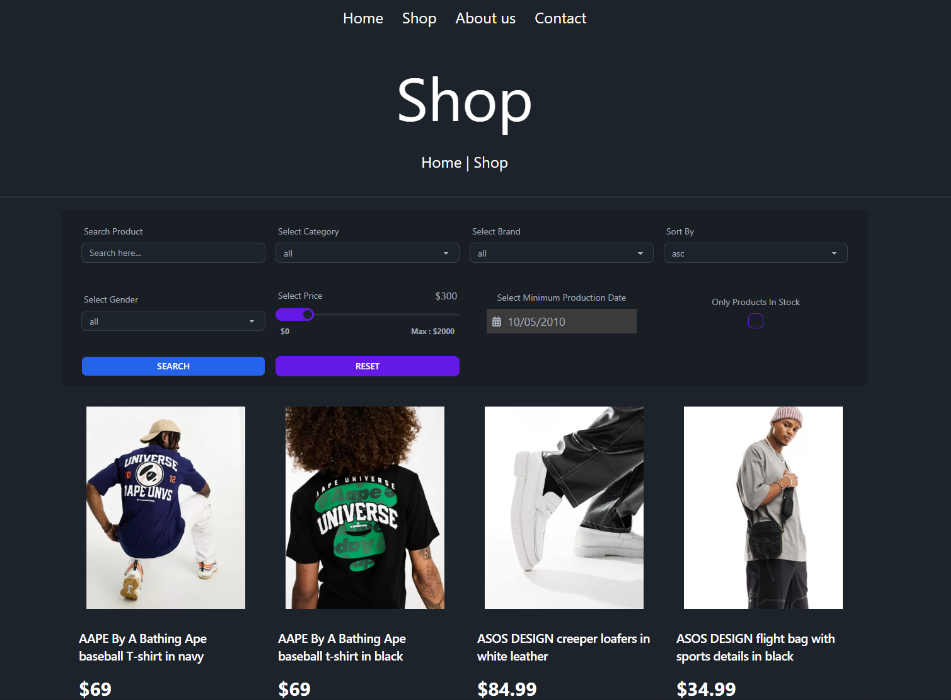 Home Shop About us Contact
Shop
Home | Shop
Search Product Select Category Select Brand Sort By
Search here... all all asc
Select Gender Select Price $300 Select Minimum Production Date Only Products In Stock
all 10/05/2010
$0 Max : $2000
SEARCH RESET
UNIVERSE
12
AAPE UNVS
AAPE UNIVERSE
Aape
UNIVERSE
AAPE By A Bathing Ape
baseball T-shirt in navy
$69
AAPE By A Bathing Ape
baseball t-shirt in black
$69
ASOS DESIGN creeper loafers in
white leather
$84.99
ASOS DESIGN flight bag with
sports details in black
$34.99